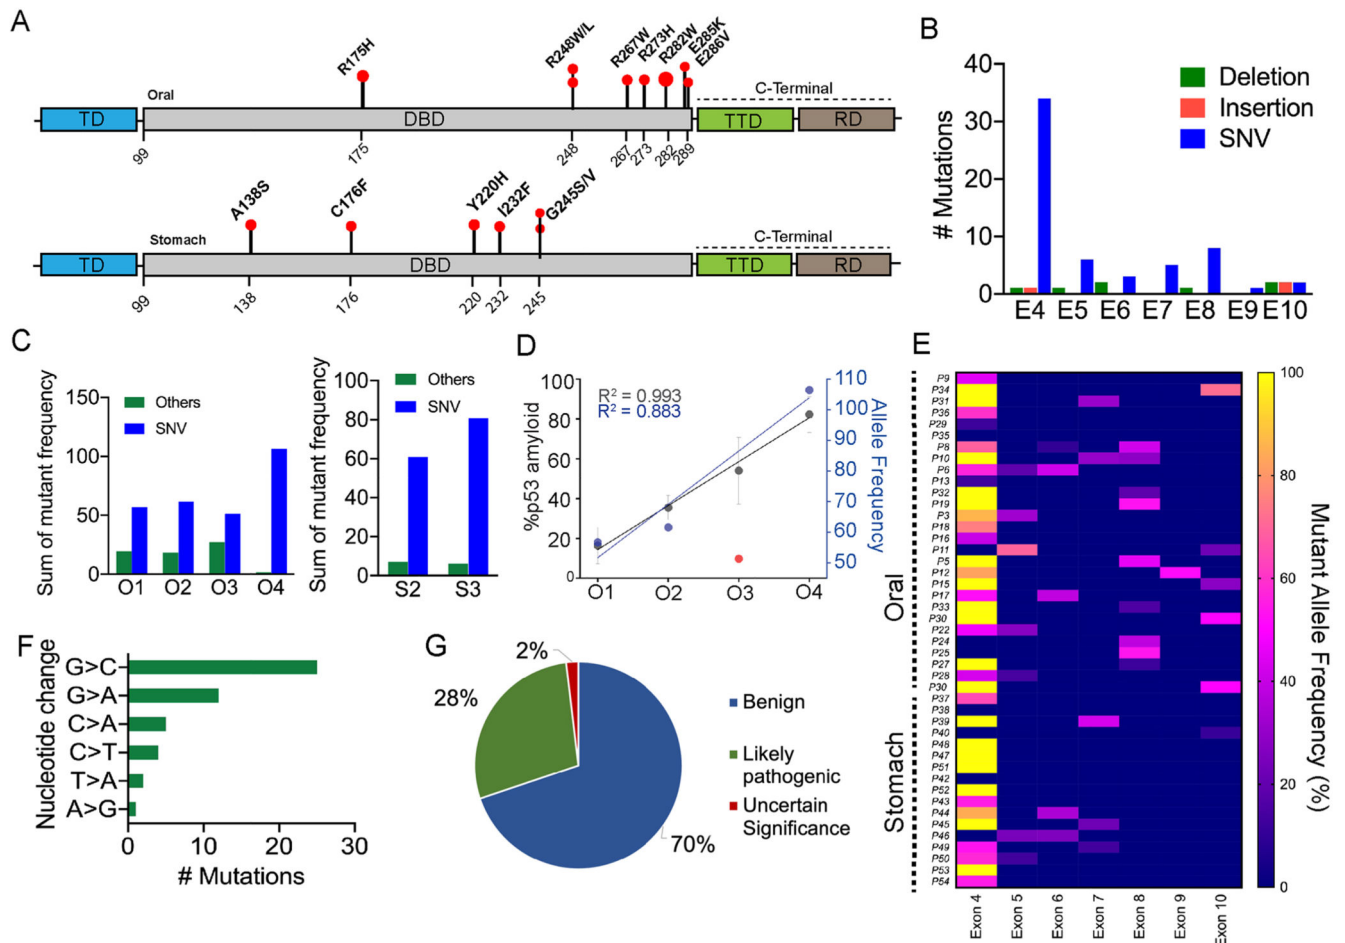 A
Oral
R175H
R248W/L
R267W
R273H
R282W
E285K
E286V
C-Terminal
TD
DBD
TTD
RD
99
175
248
267
273
282
289
Stomach
A138S
C176F
Y220H
I232F
G245S/V
C-Terminal
TD
DBD
TTD
RD
99
138
176
220
232
245
B
# Mutations
40
30
20
10
0
Deletion
Insertion
SNV
E4 E5 E6 E7 E8 E9 E10
C
Sum of mutant frequency
150
100
50
0
Others
SNV
O1 O2 O3 O4
Sum of mutant frequency
100
80
60
40
20
0
Others
SNV
S2 S3
D
%p53 amyloid
100
80
60
40
20
0
R² = 0.993
R² = 0.883
O1 O2 O3 O4
110
100
90
80
70
60
50
Allele Frequency
E
Oral
Stomach
P9
P34
P31
P36
P29
P35
P8
P10
P6
P13
P32
P19
P3
P18
P16
P11
P5
P12
P15
P17
P33
P30
P22
P24
P25
P27
P28
P30
P37
P38
P39
P40
P48
P47
P51
P42
P52
P43
P44
P45
P46
P49
P50
P53
P54
Exon 4
Exon 5
Exon 6
Exon 7
Exon 8
Exon 9
Exon 10
100
80
60
40
20
0
Mutant Allele Frequency (%)
F
Nucleotide change
G>C
G>A
C>A
C>T
T>A
A>G
0 10 20 30
# Mutations
G
2%
28%
70%
Benign
Likely
pathogenic
Uncertain
Significance